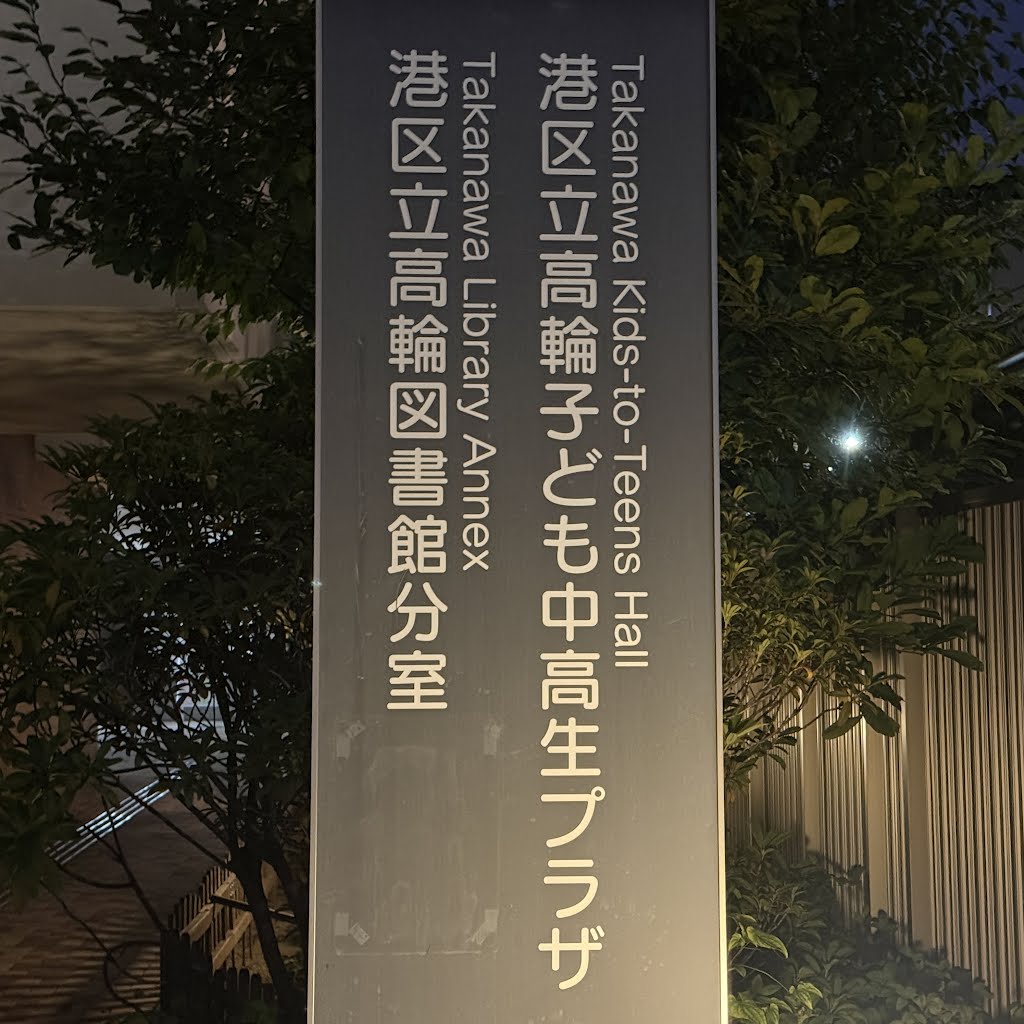 港区立高輪子ども中高生プラザ
Takanawa Kids-to-Teens Hall
港区立高輪図書館分室
Takanawa Library Annex